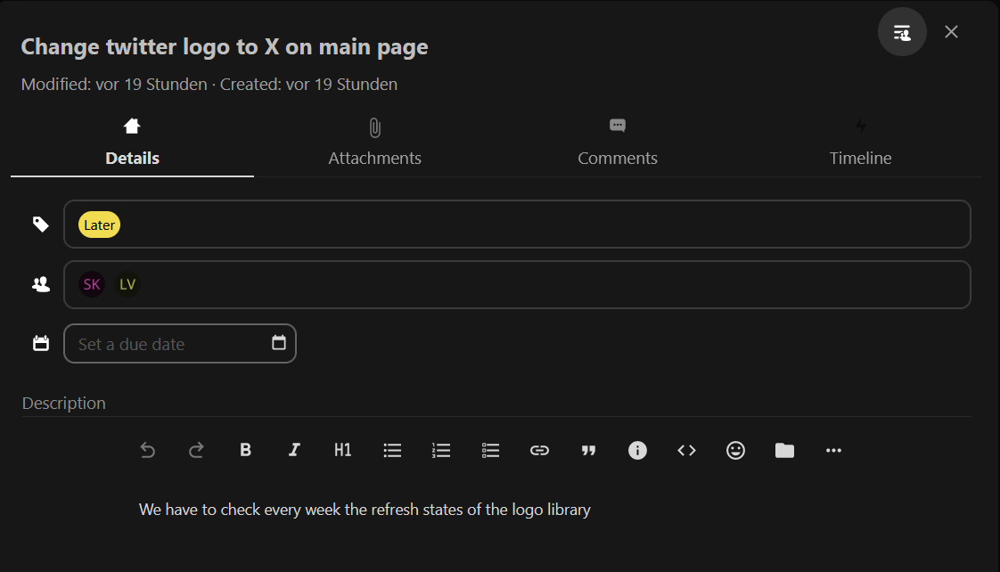 Change twitter logo to X on main page
Modified: vor 19 Stunden · Created: vor 19 Stunden
Details Attachments Comments Timeline
Later
SK LV
Set a due date
Description
B I H1
We have to check every week the refresh states of the logo library